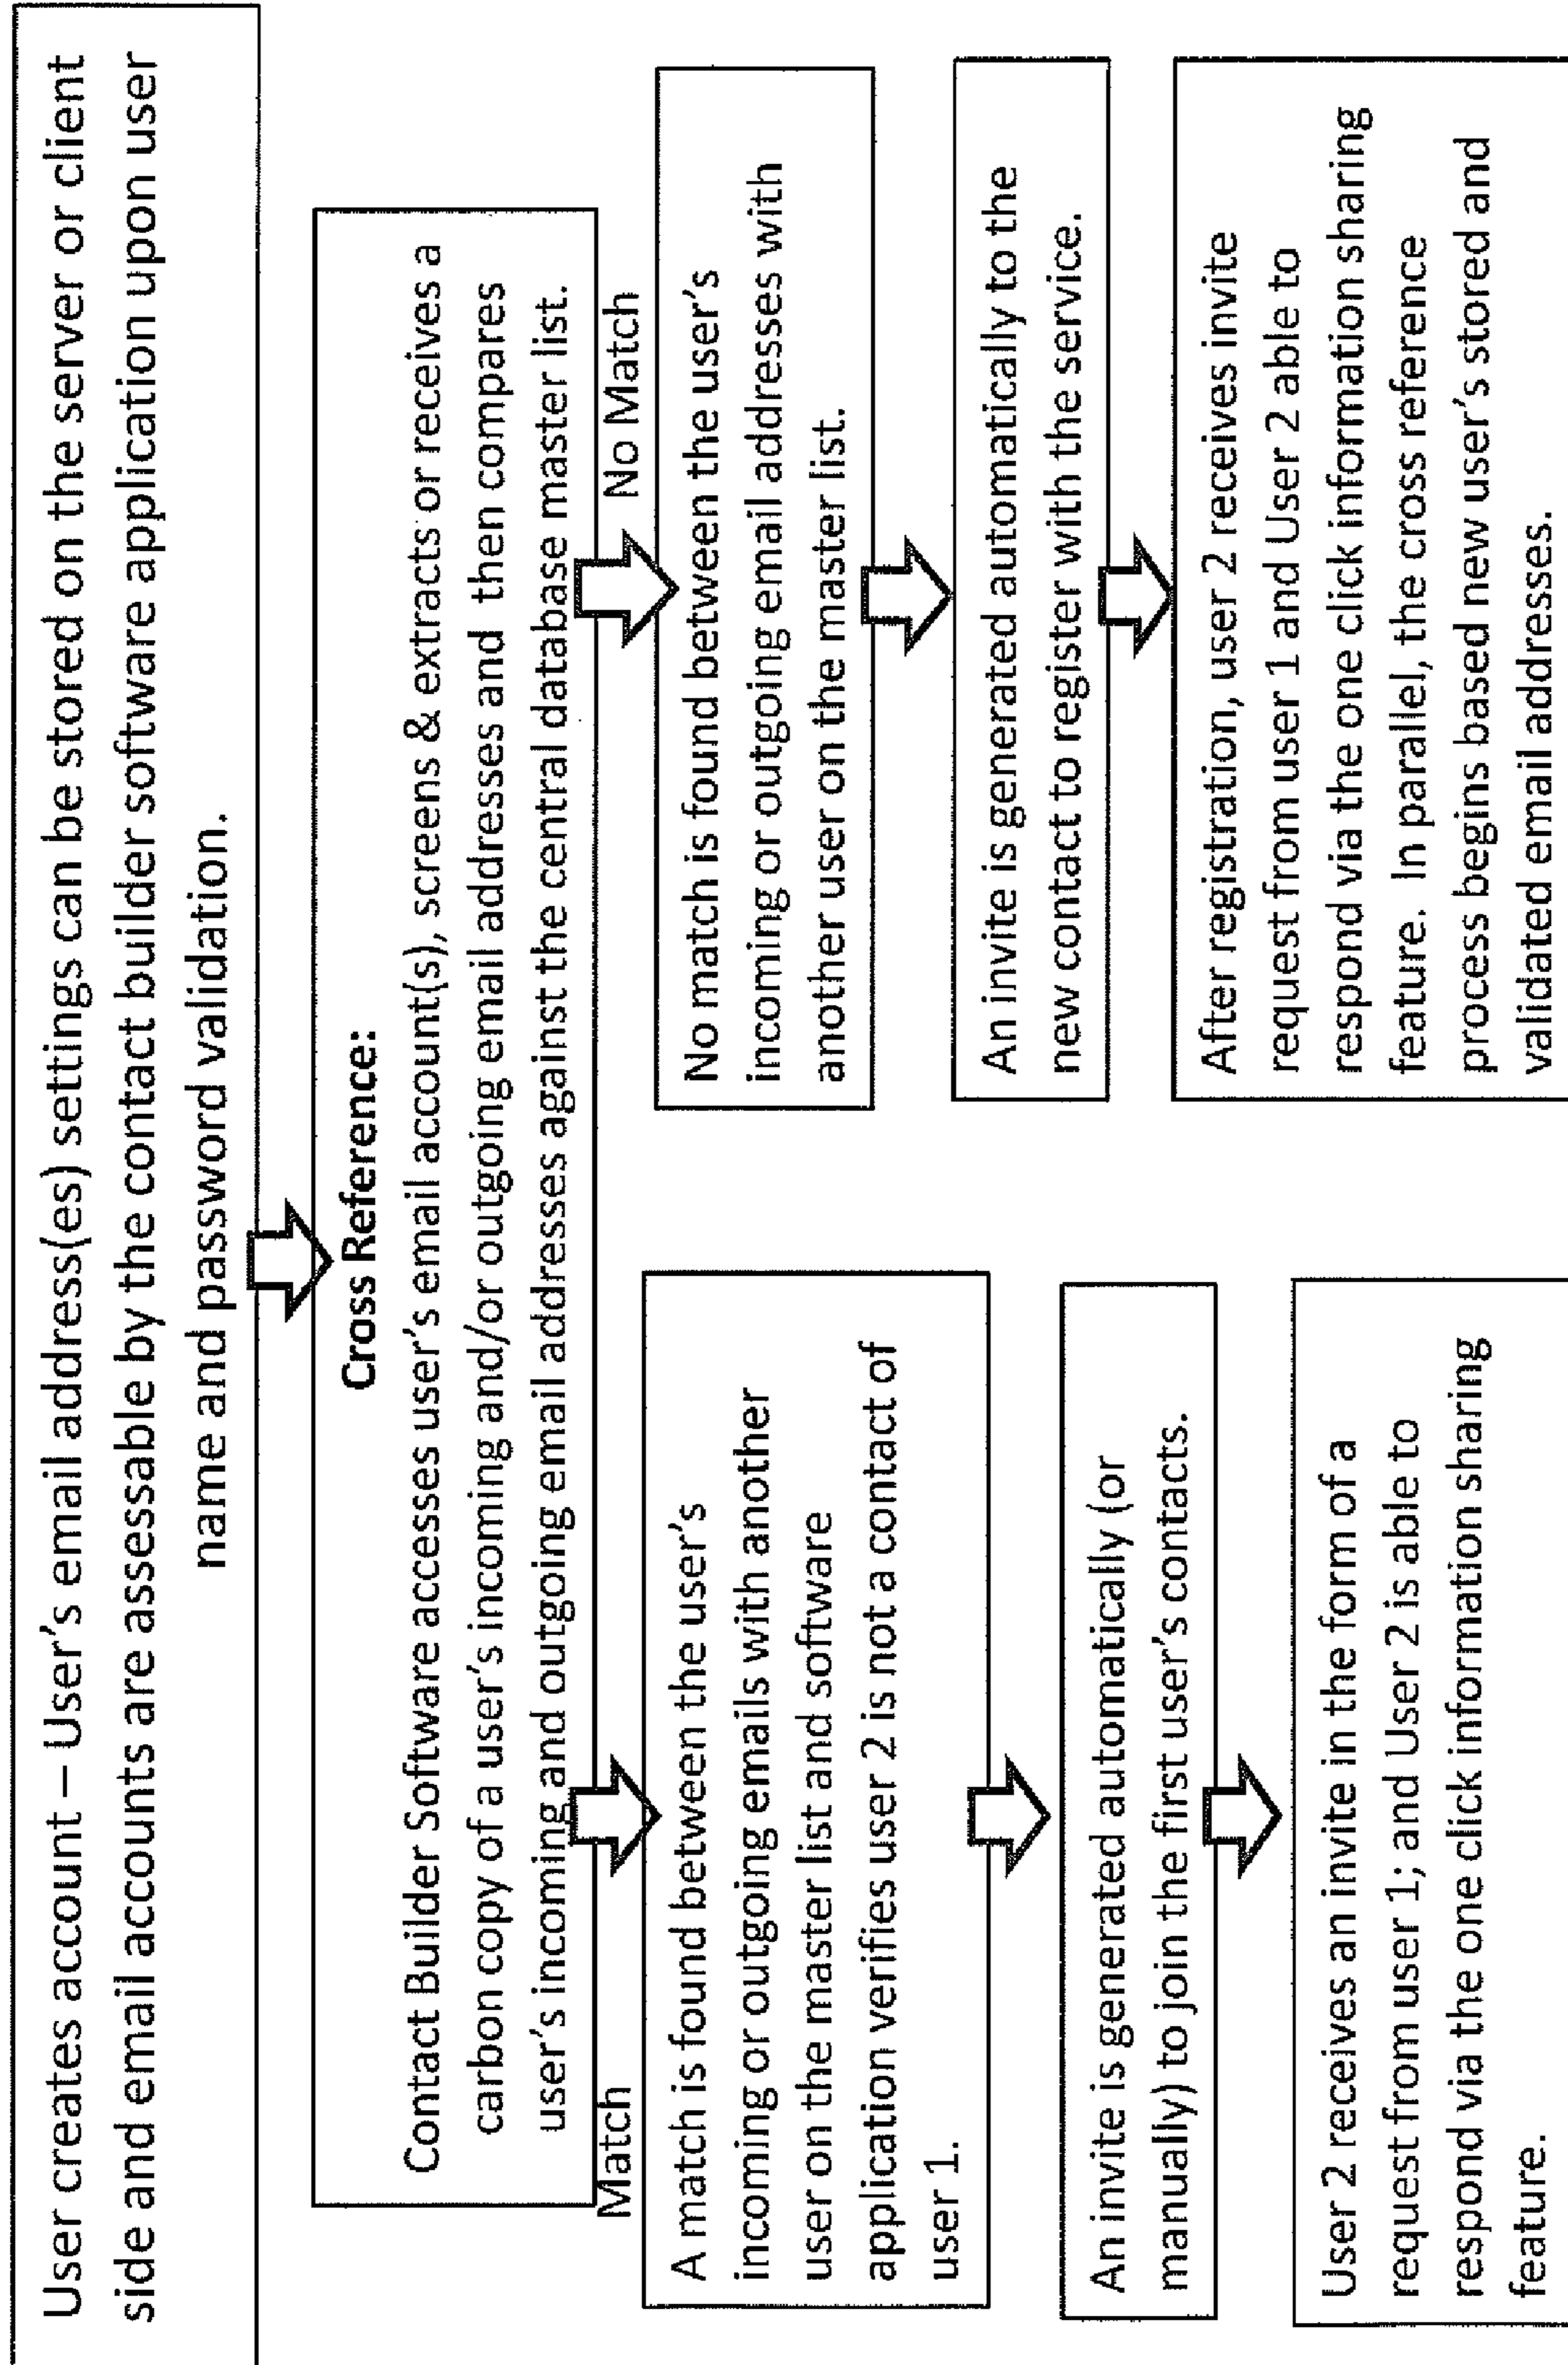 User creates account – User's email address(es) settings can be stored on the server or client
side and email accounts are assessable by the contact builder software application upon user
name and password validation.
Cross Reference:
Contact Builder Software accesses user's email account(s), screens & extracts or receives a
carbon copy of a user's incoming and/or outgoing email addresses and then compares
user's incoming and outgoing email addresses against the central database master list.
Match
A match is found between the user's
incoming or outgoing emails with another
user on the master list and software
application verifies user 2 is not a contact of
user 1.
An invite is generated automatically (or
manually) to join the first user's contacts.
User 2 receives an invite in the form of a
request from user 1; and User 2 is able to
respond via the one click information sharing
feature.
No Match
No match is found between the user's
incoming or outgoing email addresses with
another user on the master list.
An invite is generated automatically to the
new contact to register with the service.
After registration, user 2 receives invite
request from user 1 and User 2 able to
respond via the one click information sharing
feature. In parallel, the cross reference
process begins based new user's stored and
validated email addresses.